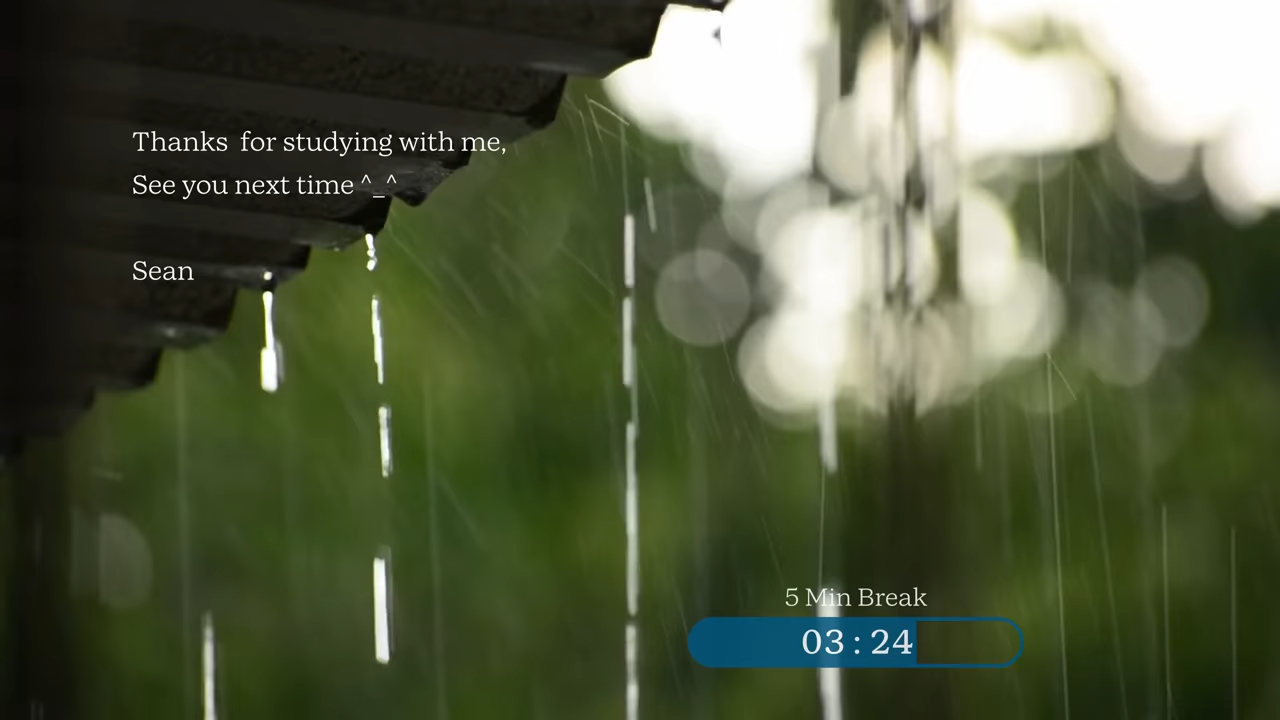 Thanks  for studying with me,
See you next time ^_^
Sean
5 Min Break
03 : 24